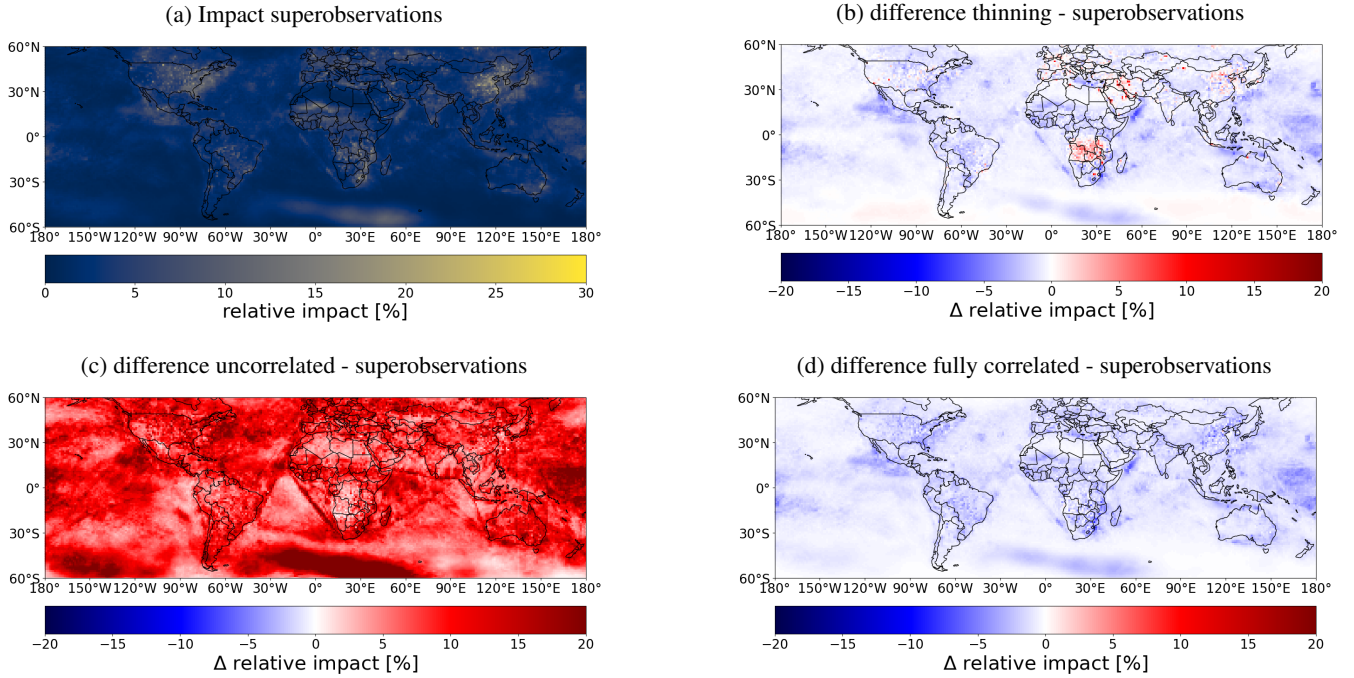 (a) Impact superobservations
60°N
30°N
0°
30°S
60°S
180° 150°W 120°W 90°W 60°W 30°W 0° 30°E 60°E 90°E 120°E 150°E 180°
0 5 10 15 20 25 30
relative impact [%]
(b) difference thinning - superobservations
60°N
30°N
0°
30°S
60°S
180° 150°W 120°W 90°W 60°W 30°W 0° 30°E 60°E 90°E 120°E 150°E 180°
−20 −15 −10 −5 0 5 10 15 20
Δ relative impact [%]
(c) difference uncorrelated - superobservations
60°N
30°N
0°
30°S
60°S
180° 150°W 120°W 90°W 60°W 30°W 0° 30°E 60°E 90°E 120°E 150°E 180°
−20 −15 −10 −5 0 5 10 15 20
Δ relative impact [%]
(d) difference fully correlated - superobservations
60°N
30°N
0°
30°S
60°S
180° 150°W 120°W 90°W 60°W 30°W 0° 30°E 60°E 90°E 120°E 150°E 180°
−20 −15 −10 −5 0 5 10 15 20
Δ relative impact [%]